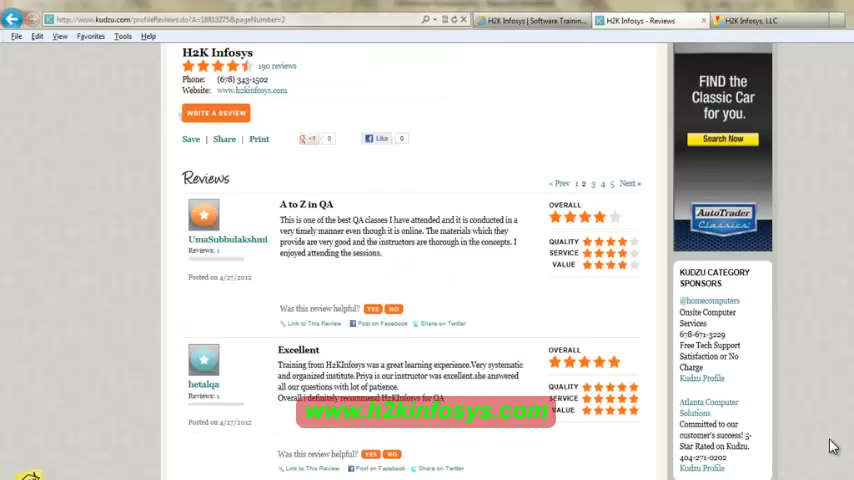 http://www.kudzu.com/profileReviews.do?A=18813275&pageNumber=2
H2K Infosys | Software Trainin...
H2K Infosys - Reviews
H2K Infosys, LLC
File Edit View Favorites Tools Help
H2K Infosys
190 reviews
Phone: (678) 343-1502
Website: www.h2kinfosys.com
WRITE A REVIEW
Save | Share | Print
+1 0
Like 0
Reviews
« Prev 1 2 3 4 5 Next »
A to Z in QA
This is one of the best QA classes I have attended and it is conducted in a
very timely manner even though it is online. The materials which they
provide are very good and the instructors are thorough in the concepts. I
enjoyed attending the sessions.
UmaSubbulakshmi
Reviews: 1
Posted on 4/27/2012
OVERALL
QUALITY
SERVICE
VALUE
Was this review helpful? YES NO
Link to This Review Post on Facebook Share on Twitter
Excellent
Training from H2KInfosys was a great learning experience.Very systematic
and organized institute.Priya is our instructor was excellent.she answered
all our questions with lot of patience.
Overall i definitely recommend H2KInfosys for QA
hetalqa
Reviews: 1
Posted on 4/27/2012
OVERALL
QUALITY
SERVICE
VALUE
www.h2kinfosys.com
Was this review helpful? YES NO
Link to This Review Post on Facebook Share on Twitter
FIND the
Classic Car
for you.
Search Now
AutoTrader
Classics
KUDZU CATEGORY
SPONSORS
@homecomputers
Onsite Computer
Services
678-671-3229
Free Tech Support
Satisfaction or No
Charge
Kudzu Profile
Atlanta Computer
Solutions
Committed to our
customer's success! 5-
Star Rated on Kudzu.
404-271-0202
Kudzu Profile